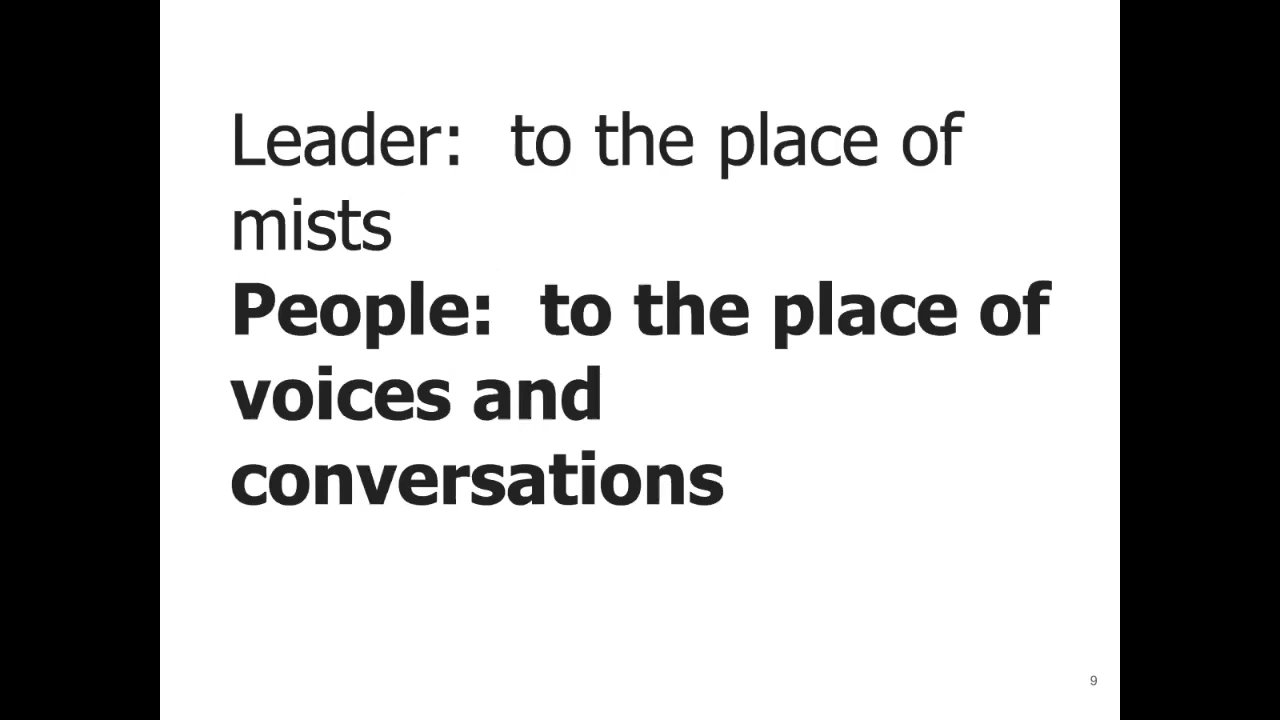 Leader:  to the place of
mists
People:  to the place of
voices and
conversations
9